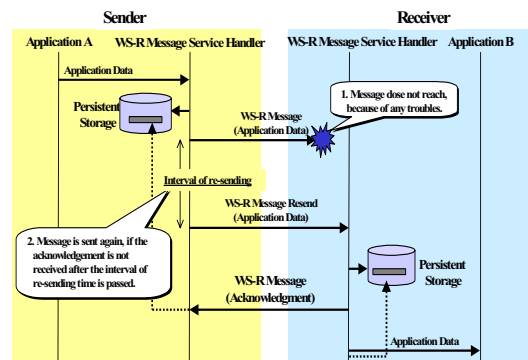 Sender
Receiver
Application A
WS-R Message Service Handler
WS-R Message Service Handler
Application B
Application Data
Persistent
Storage
WS-R Message
(Application Data)
1. Message dose not reach,
because of any troubles.
Interval of re-sending
WS-R Message Resend
(Application Data)
2. Message is sent again, if the
acknowledgement is not
received after the interval of
re-sending time is passed.
Persistent
Storage
WS-R Message
(Acknowledgment)
Application Data